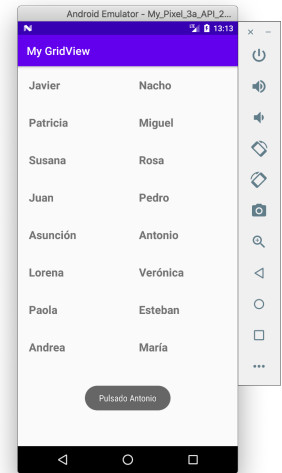 Android Emulator - My_Pixel_3a_API_2...
13:13
My GridView
Javier Nacho
Patricia Miguel
Susana Rosa
Juan Pedro
Asunción Antonio
Lorena Verónica
Paola Esteban
Andrea María
Pulsado Antonio